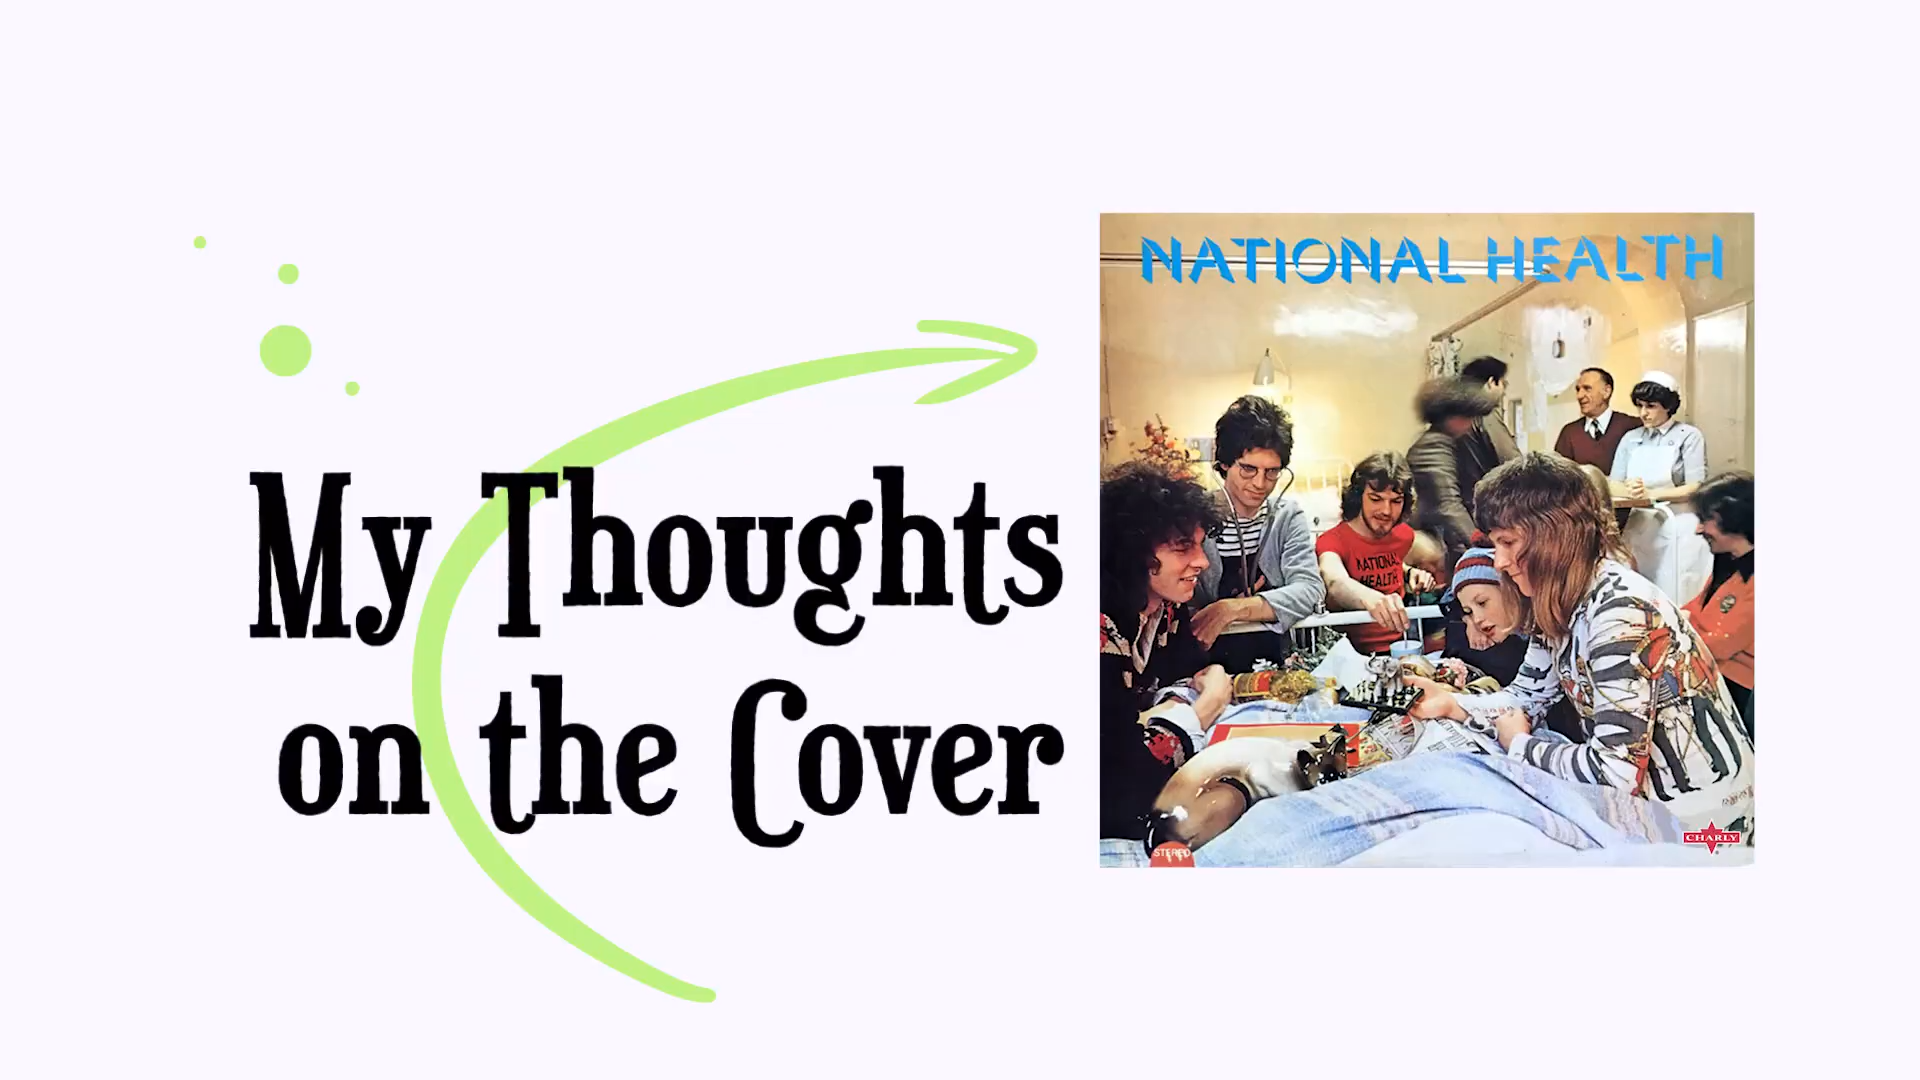 My Thoughts
on the Cover
NATIONAL HEALTH
NATIONAL
HEALTH
CHARLY
STEREO